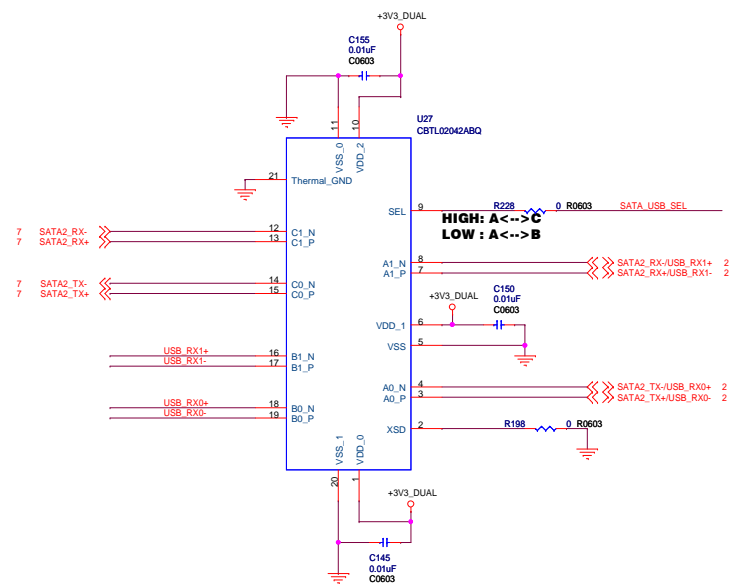 +3V3_DUAL
C155
0.01uF
C0603
U27
CBTL02042ABQ
11
10
VSS_0
VDD_2
21
Thermal_GND
SEL
9
R228
0
R0603
SATA_USB_SEL
HIGH: A<-->C
LOW : A<-->B
7
SATA2_RX-
12
C1_N
7
SATA2_RX+
13
C1_P
A1_N
8
SATA2_RX-/USB_RX1+
2
A1_P
7
SATA2_RX+/USB_RX1-
2
7
SATA2_TX-
14
C0_N
7
SATA2_TX+
15
C0_P
+3V3_DUAL
C150
0.01uF
C0603
VDD_1
6
VSS
5
USB_RX1+
16
B1_N
USB_RX1-
17
B1_P
A0_N
4
SATA2_TX-/USB_RX0+
2
A0_P
3
SATA2_TX+/USB_RX0-
2
USB_RX0+
18
B0_N
USB_RX0-
19
B0_P
XSD
2
R198
0
R0603
VSS_1
VDD_0
20
1
+3V3_DUAL
C145
0.01uF
C0603